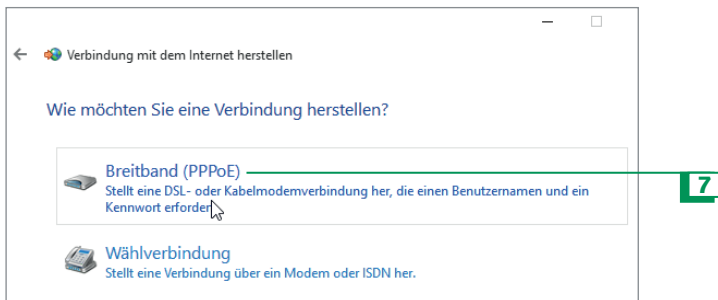 Verbindung mit dem Internet herstellen
Wie möchten Sie eine Verbindung herstellen?
Breitband (PPPoE)
7
Stellt eine DSL- oder Kabelmodemverbindung her, die einen Benutzernamen und ein
Kennwort erfordert.
Wählverbindung
Stellt eine Verbindung über ein Modem oder ISDN her.